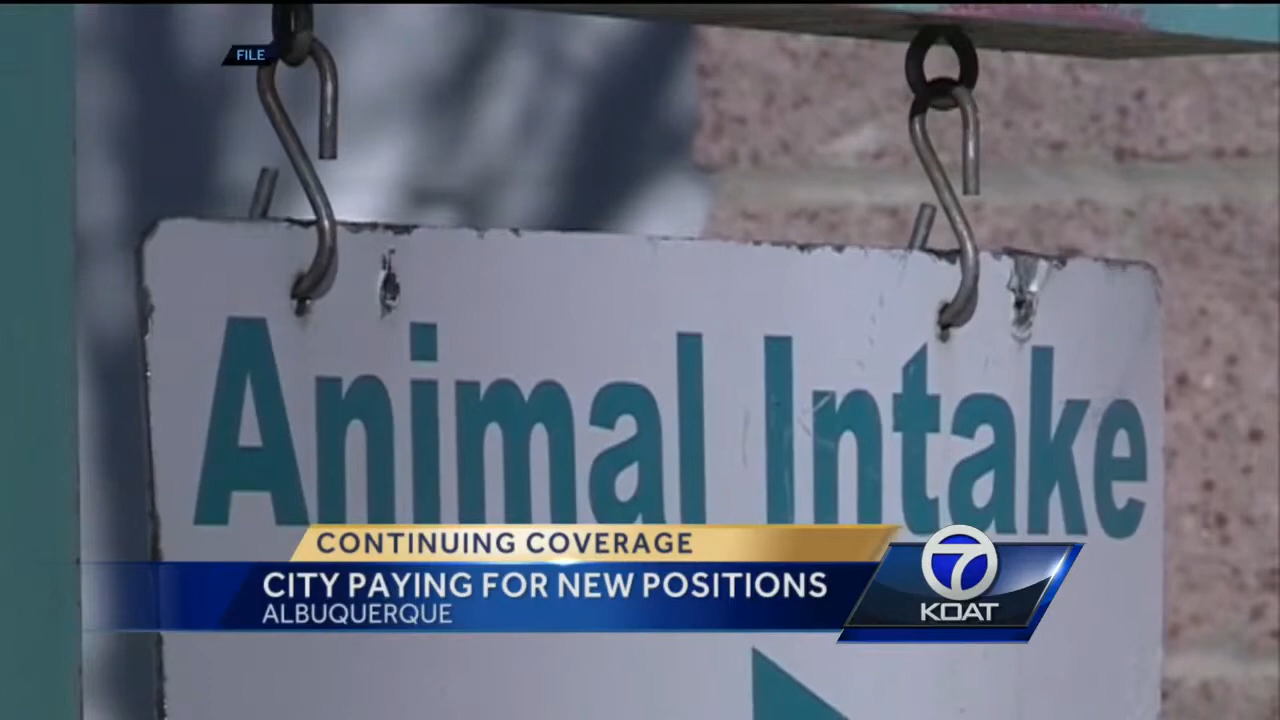 FILE
Animal Intake
CONTINUING COVERAGE
CITY PAYING FOR NEW POSITIONS
ALBUQUERQUE
7
KOAT